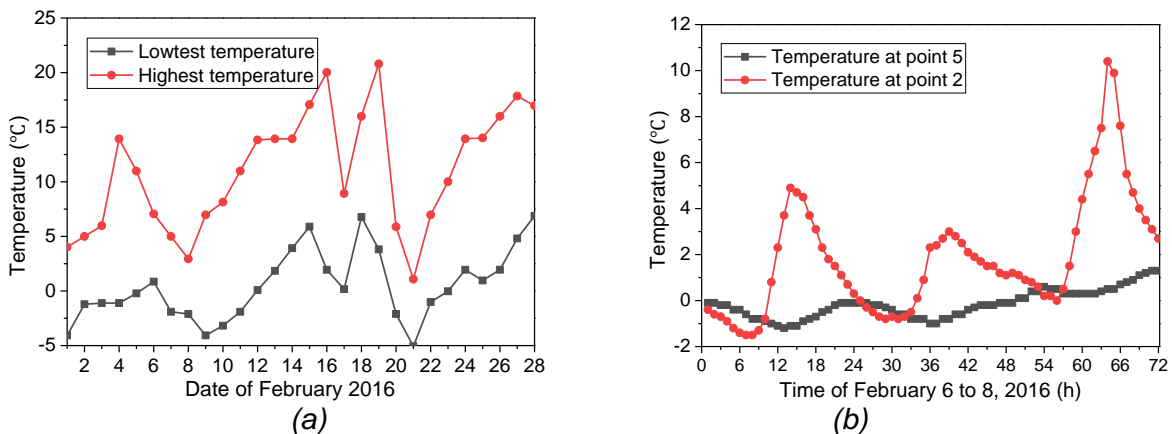 25
20
15
10
5
0
-5
Temperature (℃)
Lowtest temperature
Highest temperature
2 4 6 8 10 12 14 16 18 20 22 24 26 28
Date of February 2016
(a)
12
10
8
6
4
2
0
-2
Temperature (℃)
Temperature at point 5
Temperature at point 2
0 6 12 18 24 30 36 42 48 54 60 66 72
Time of February 6 to 8, 2016 (h)
(b)